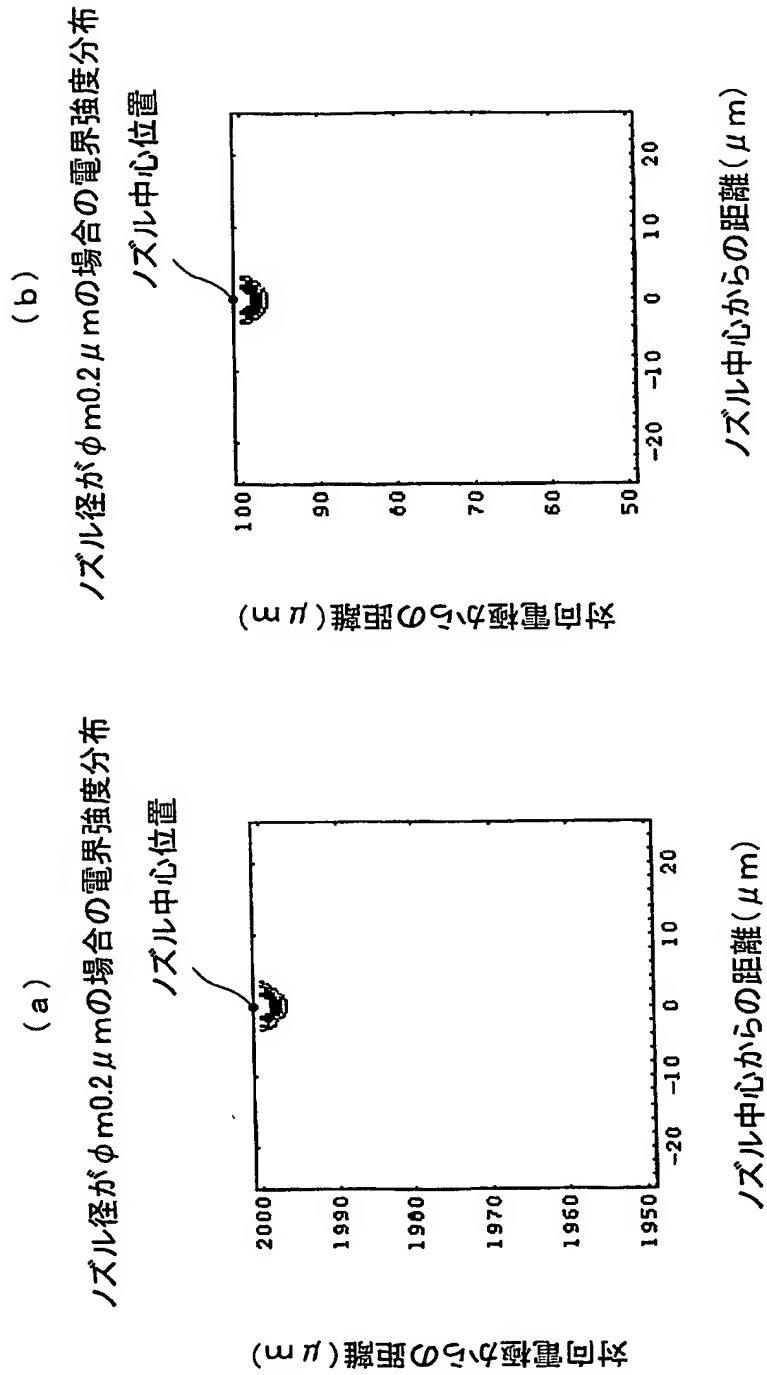 (a)
ノズル径がφm0.2μmの場合の電界強度分布
ノズル中心位置
対向電極からの距離(μm)
2000
1990
1980
1970
1960
1950
-20 -10 0 10 20
ノズル中心からの距離(μm)
(b)
ノズル径がφm0.2μmの場合の電界強度分布
ノズル中心位置
対向電極からの距離(μm)
100
90
60
70
60
50
-20 -10 0 10 20
ノズル中心からの距離(μm)